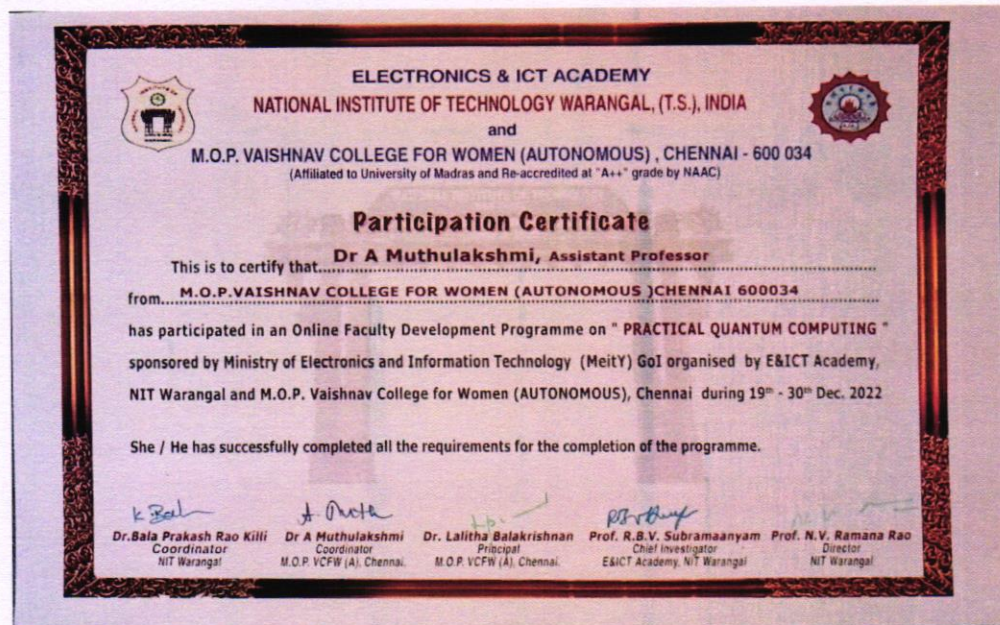 ELECTRONICS & ICT ACADEMY
NATIONAL INSTITUTE OF TECHNOLOGY WARANGAL, (T.S.), INDIA
and
M.O.P. VAISHNAV COLLEGE FOR WOMEN (AUTONOMOUS) , CHENNAI - 600 034
(Affiliated to University of Madras and Re-accredited at "A++" grade by NAAC)
Participation Certificate
This is to certify that Dr A Muthulakshmi, Assistant Professor
from M.O.P.VAISHNAV COLLEGE FOR WOMEN (AUTONOMOUS )CHENNAI 600034
has participated in an Online Faculty Development Programme on " PRACTICAL QUANTUM COMPUTING "
sponsored by Ministry of Electronics and Information Technology (MeitY) GoI organised by E&ICT Academy,
NIT Warangal and M.O.P. Vaishnav College for Women (AUTONOMOUS), Chennai during 19th - 30th Dec. 2022
She / He has successfully completed all the requirements for the completion of the programme.
Dr.Bala Prakash Rao Killi
Coordinator
NIT Warangal
Dr A Muthulakshmi
Coordinator
M.O.P. VCFW (A), Chennai.
Dr. Lalitha Balakrishnan
Principal
M.O.P. VCFW (A), Chennai.
Prof. R.B.V. Subramaanyam
Chief Investigator
E&ICT Academy, NIT Warangal
Prof. N.V. Ramana Rao
Director
NIT Warangal